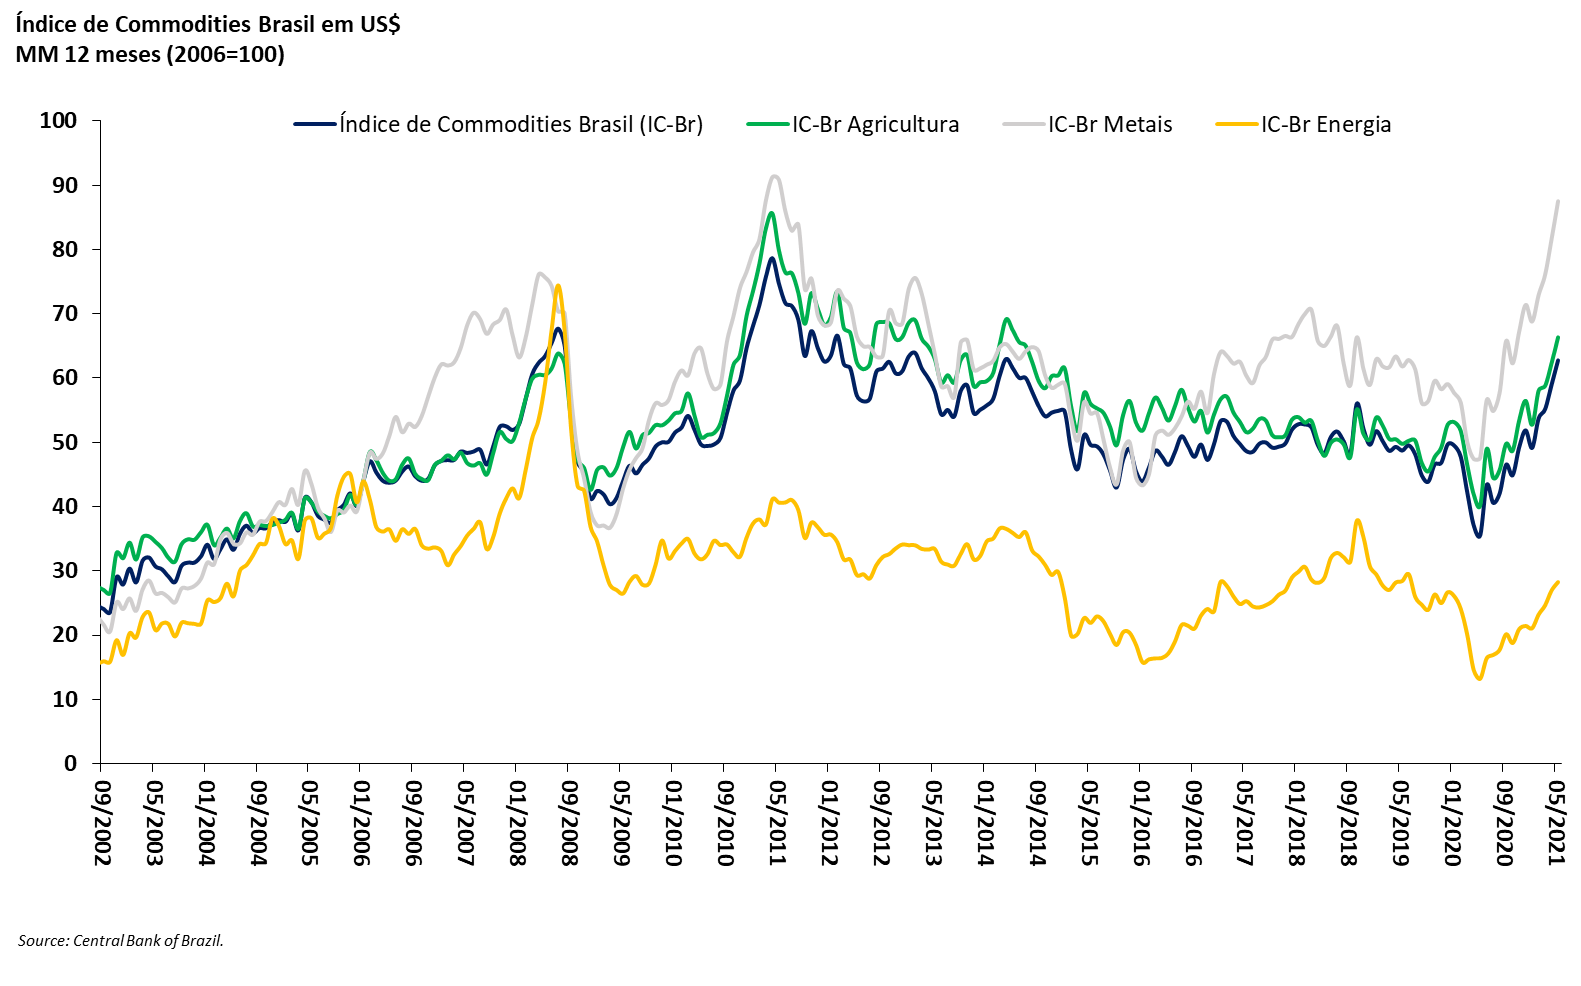 Índice de Commodities Brasil em US$
MM 12 meses (2006=100)
Índice de Commodities Brasil (IC-Br) IC-Br Agricultura IC-Br Metais IC-Br Energia
100
90
80
70
60
50
40
30
20
10
0
09/2002 05/2003 01/2004 09/2004 05/2005 01/2006 09/2006 05/2007 01/2008 09/2008 05/2009 01/2010 09/2010 05/2011 01/2012 09/2012 05/2013 01/2014 09/2014 05/2015 01/2016 09/2016 05/2017 01/2018 09/2018 05/2019 01/2020 09/2020 05/2021
Source: Central Bank of Brazil.